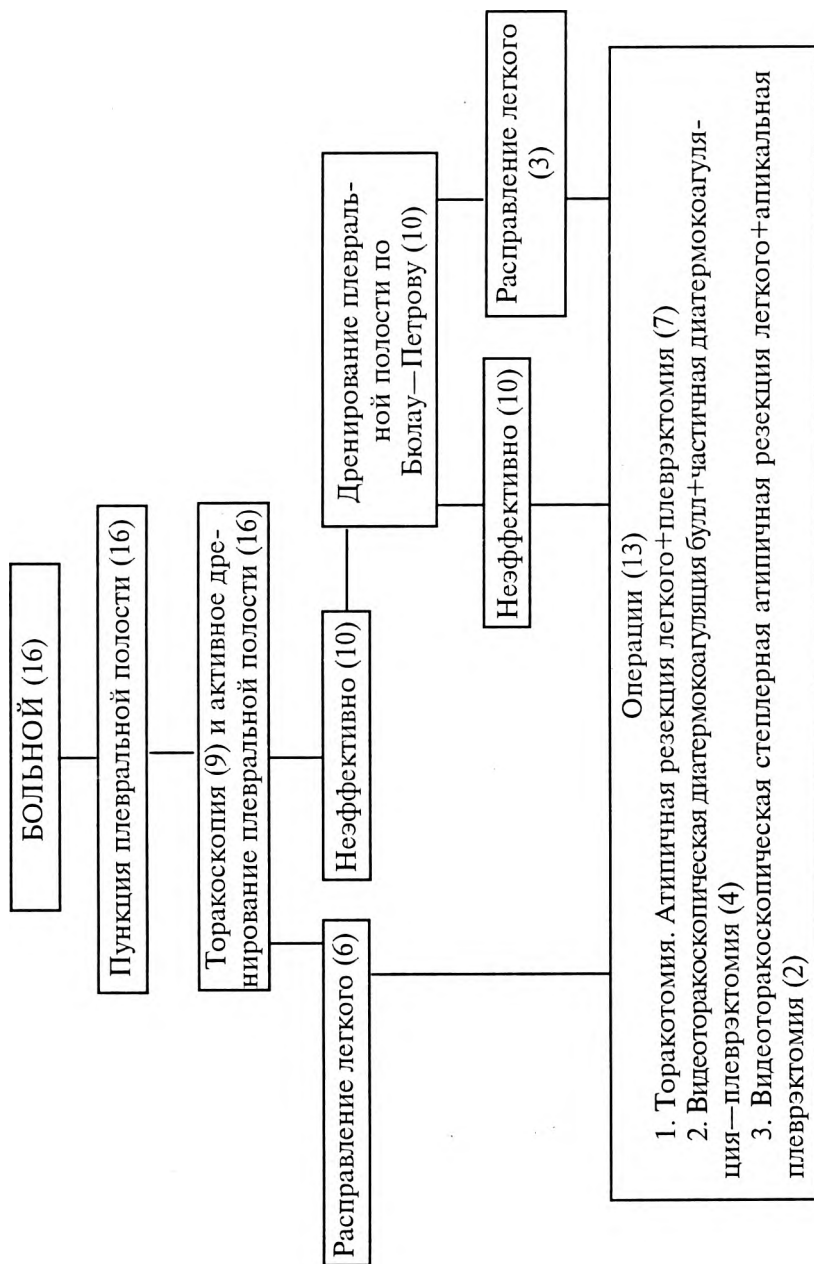 БОЛЬНОЙ (16)
Пункция плевральной полости (16)
Торакоскопия (9) и активное дре-
нирование плевральной полости (16)
Расправление легкого (6)
Неэффективно (10)
Дренирование плевраль-
ной полости по
Бюлау—Петрову (10)
Неэффективно (10)
Расправление легкого
(3)
Операции (13)
1. Торакотомия. Атипичная резекция легкого+плеврэктомия (7)
2. Видеоторакоскопическая диатермокоагуляция булл+частичная диатермокоагуля-
ция—плеврэктомия (4)
3. Видеоторакоскопическая степлерная атипичная резекция легкого+апикальная
плеврэктомия (2)